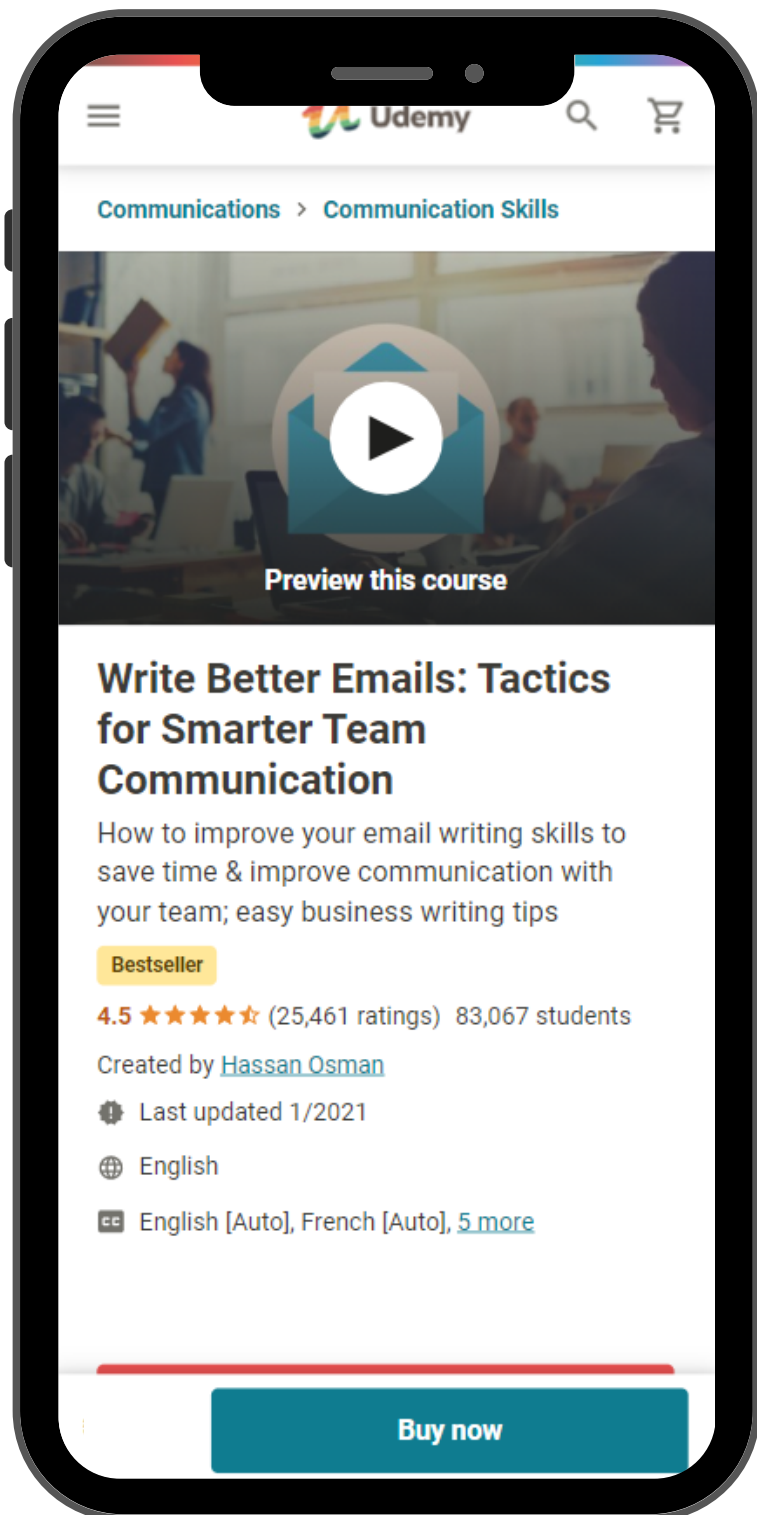 Udemy
Communications > Communication Skills
Preview this course
Write Better Emails: Tactics
for Smarter Team
Communication
How to improve your email writing skills to
save time & improve communication with
your team; easy business writing tips
Bestseller
4.5 (25,461 ratings) 83,067 students
Created by Hassan Osman
Last updated 1/2021
English
CC English [Auto], French [Auto], 5 more
Buy now